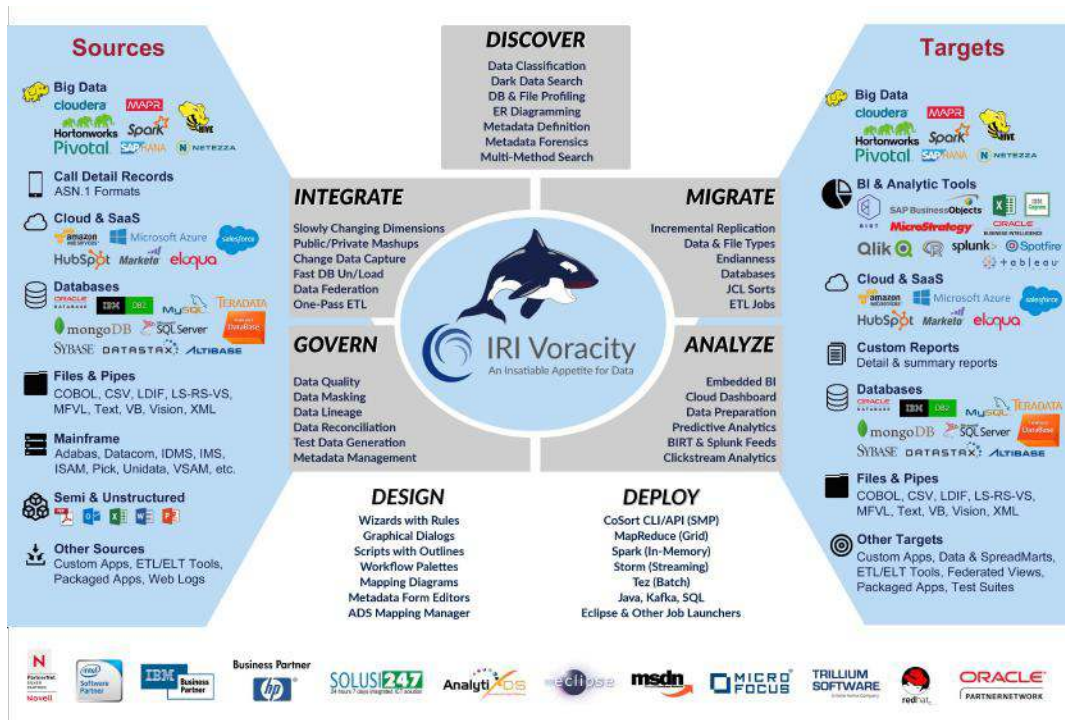 Sources
Big Data
cloudera MAPR
HIVE
Hortonworks Spark
Pivotal SAP HANA NETEZZA
Call Detail Records
ASN.1 Formats
Cloud & SaaS
amazon web services Microsoft Azure salesforce
HubSpot Marketo eloqua
Databases
ORACLE DATABASE IBM DB2 MySQL TERADATA
mongoDB SQL Server DataBase
SYBASE DATASTAX ALTIBASE
Files & Pipes
COBOL, CSV, LDIF, LS-RS-VS,
MFVL, Text, VB, Vision, XML
Mainframe
Adabas, Datacom, IDMS, IMS,
ISAM, Pick, Unidata, VSAM, etc.
Semi & Unstructured
Other Sources
Custom Apps, ETL/ELT Tools,
Packaged Apps, Web Logs
DISCOVER
Data Classification
Dark Data Search
DB & File Profiling
ER Diagramming
Metadata Definition
Metadata Forensics
Multi-Method Search
INTEGRATE
Slowly Changing Dimensions
Public/Private Mashups
Change Data Capture
Fast DB Un/Load
Data Federation
One-Pass ETL
MIGRATE
Incremental Replication
Data & File Types
Endianness
Databases
JCL Sorts
ETL Jobs
IRI Voracity
An Insatiable Appetite for Data
GOVERN
Data Quality
Data Masking
Data Lineage
Data Reconciliation
Test Data Generation
Metadata Management
ANALYZE
Embedded BI
Cloud Dashboard
Data Preparation
Predictive Analytics
BIRT & Splunk Feeds
Clickstream Analytics
DESIGN
Wizards with Rules
Graphical Dialogs
Scripts with Outlines
Workflow Palettes
Mapping Diagrams
Metadata Form Editors
ADS Mapping Manager
DEPLOY
CoSort CLI/API (SMP)
MapReduce (Grid)
Spark (In-Memory)
Storm (Streaming)
Tez (Batch)
Java, Kafka, SQL
Eclipse & Other Job Launchers
Targets
Big Data
cloudera MAPR
HIVE
Hortonworks Spark
Pivotal SAP HANA NETEZZA
BI & Analytic Tools
SAP BusinessObjects
BIRT MicroStrategy ORACLE
BUSINESS INTELLIGENCE
Qlik R splunk> Spotfire
+ableau
Cloud & SaaS
amazon web services Microsoft Azure salesforce
HubSpot Marketo eloqua
Custom Reports
Detail & summary reports
Databases
ORACLE DATABASE IBM DB2 MySQL TERADATA
mongoDB SQL Server DataBase
SYBASE DATASTAX ALTIBASE
Files & Pipes
COBOL, CSV, LDIF, LS-RS-VS,
MFVL, Text, VB, Vision, XML
Other Targets
Custom Apps, Data & SpreadMarts,
ETL/ELT Tools, Federated Views,
Packaged Apps, Test Suites
N
Novell
intel Software Partner
IBM Business Partner
Business Partner
hp
SOLUSI247
AnalytiX DS
eclipse
msdn
MICRO FOCUS
TRILLIUM SOFTWARE
redhat
ORACLE
PARTNERNETWORK